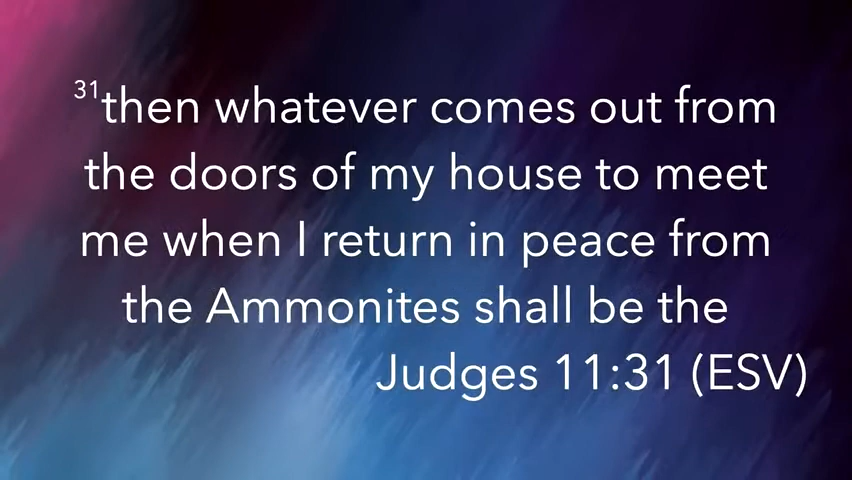 31then whatever comes out from
the doors of my house to meet
me when I return in peace from
the Ammonites shall be the
Judges 11:31 (ESV)